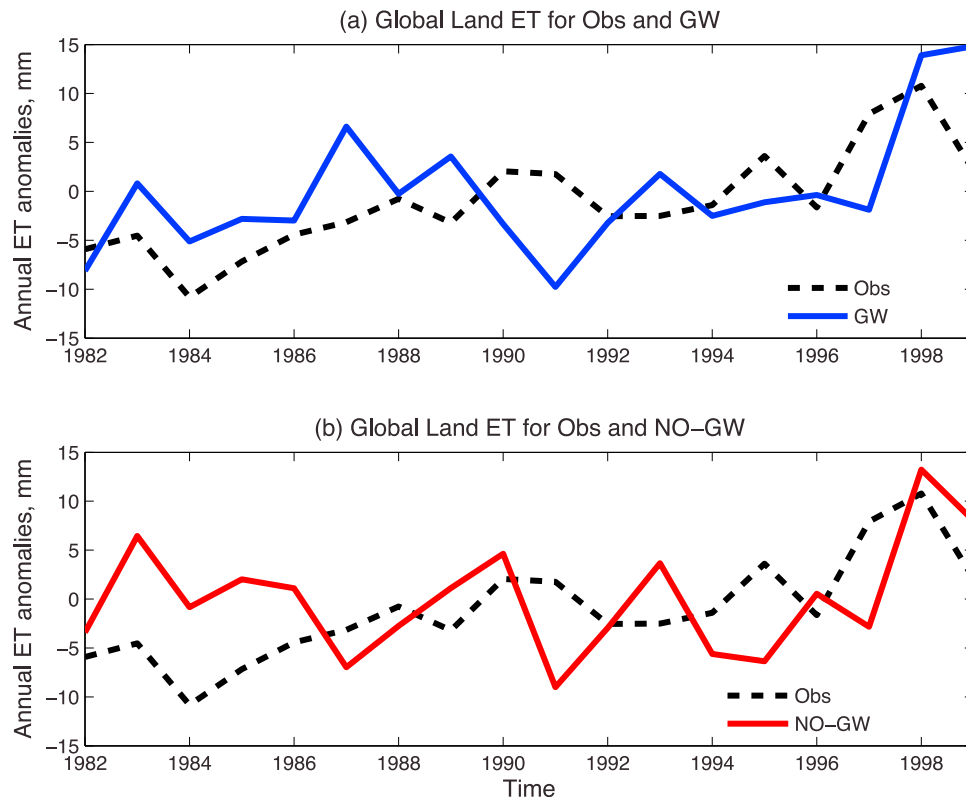 (a) Global Land ET for Obs and GW
Annual ET anomalies, mm
15
10
5
0
−5
−10
−15
Obs
GW
1982 1984 1986 1988 1990 1992 1994 1996 1998
(b) Global Land ET for Obs and NO−GW
Annual ET anomalies, mm
15
10
5
0
−5
−10
−15
Obs
NO−GW
1982 1984 1986 1988 1990 1992 1994 1996 1998
Time